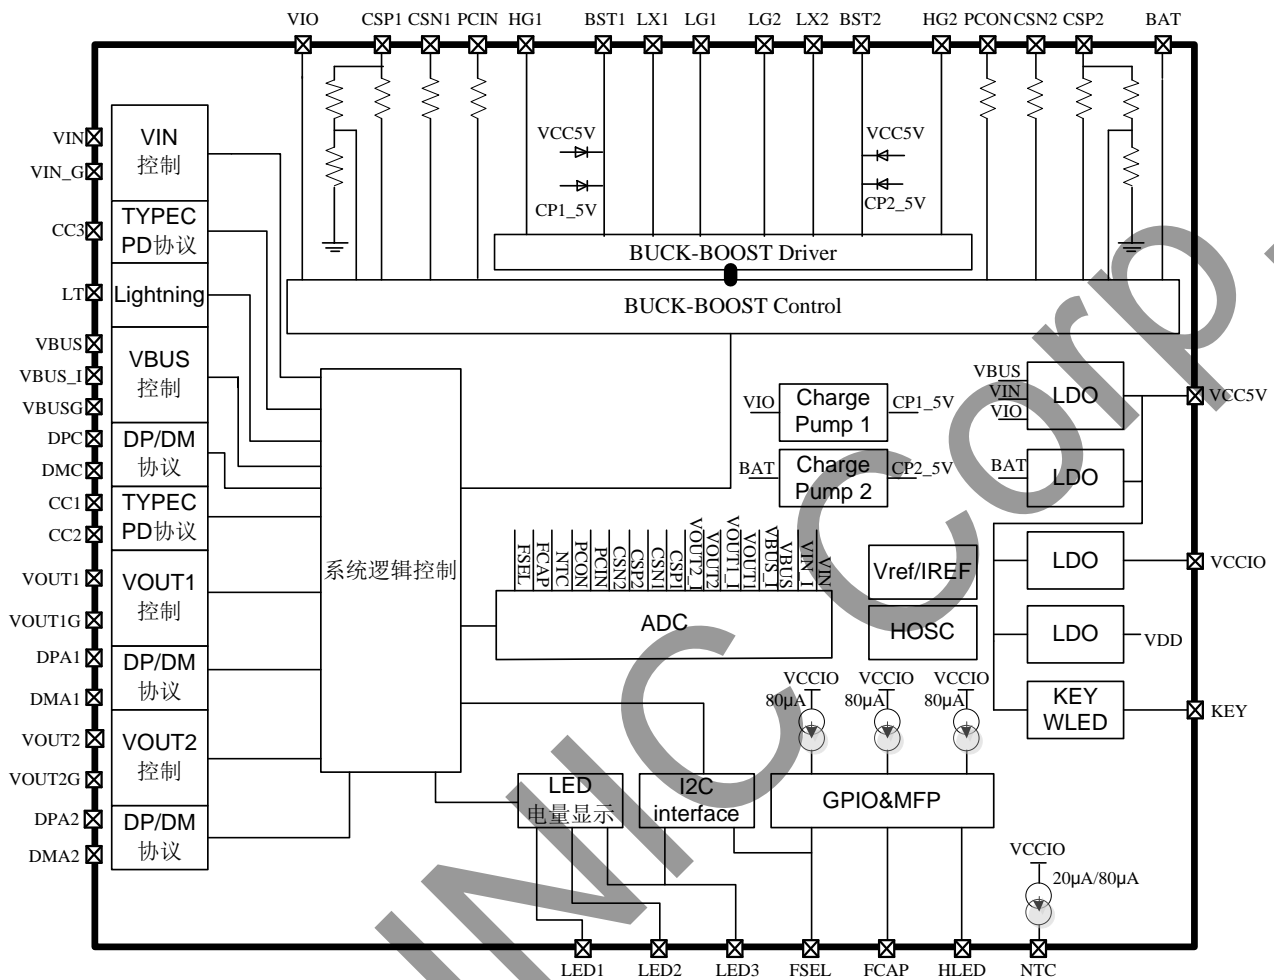 VIO CSP1 CSN1 PCIN HG1 BST1 LX1 LG1 LG2 LX2 BST2 HG2 PCON CSN2 CSP2 BAT
VIN
VIN_G
CC3
LT
VBUS
VBUS_I
VBUSG
DPC
DMC
CC1
CC2
VOUT1
VOUT1G
DPA1
DMA1
VOUT2
VOUT2G
DPA2
DMA2
VIN
控制
TYPEC
PD协议
Lightning
VBUS
控制
DP/DM
协议
TYPEC
PD协议
VOUT1
控制
DP/DM
协议
VOUT2
控制
DP/DM
协议
VCC5V
CP1_5V
VCC5V
CP2_5V
BUCK-BOOST Driver
BUCK-BOOST Control
系统逻辑控制
VIO
Charge
Pump 1
CP1_5V
BAT
Charge
Pump 2
CP2_5V
VBUS
VIN
VIO
LDO
VCC5V
BAT
LDO
LDO
VCCIO
LDO
VDD
KEY
WLED
KEY
FSEL
FCAP
NTC
PCON
PCIN
CSN2
CSP2
CSN1
CSP1
VOUT2_I
VOUT2
VOUT1_I
VOUT1
VBUS_I
VBUS
VIN_I
VIN
ADC
Vref/IREF
HOSC
VCCIO
80μA
VCCIO
80μA
VCCIO
80μA
LED
电量显示
I2C
interface
GPIO&MFP
VCCIO
20μA/80μA
LED1 LED2 LED3 FSEL FCAP HLED NTC
INIC Corp.